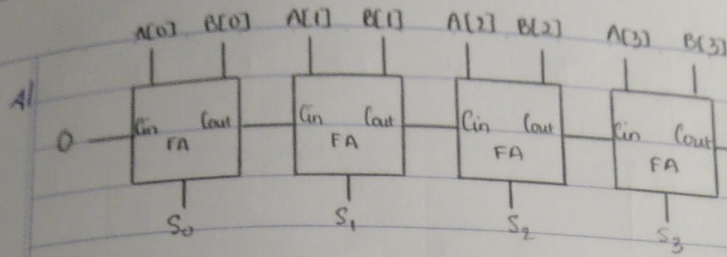 A[0] B[0] A[1] B[1] A[2] B[2] A[3] B[3]
A1
0 Cin Cout Cin Cout Cin Cout Cin Cout
FA FA FA FA
S0 S1 S2 S3